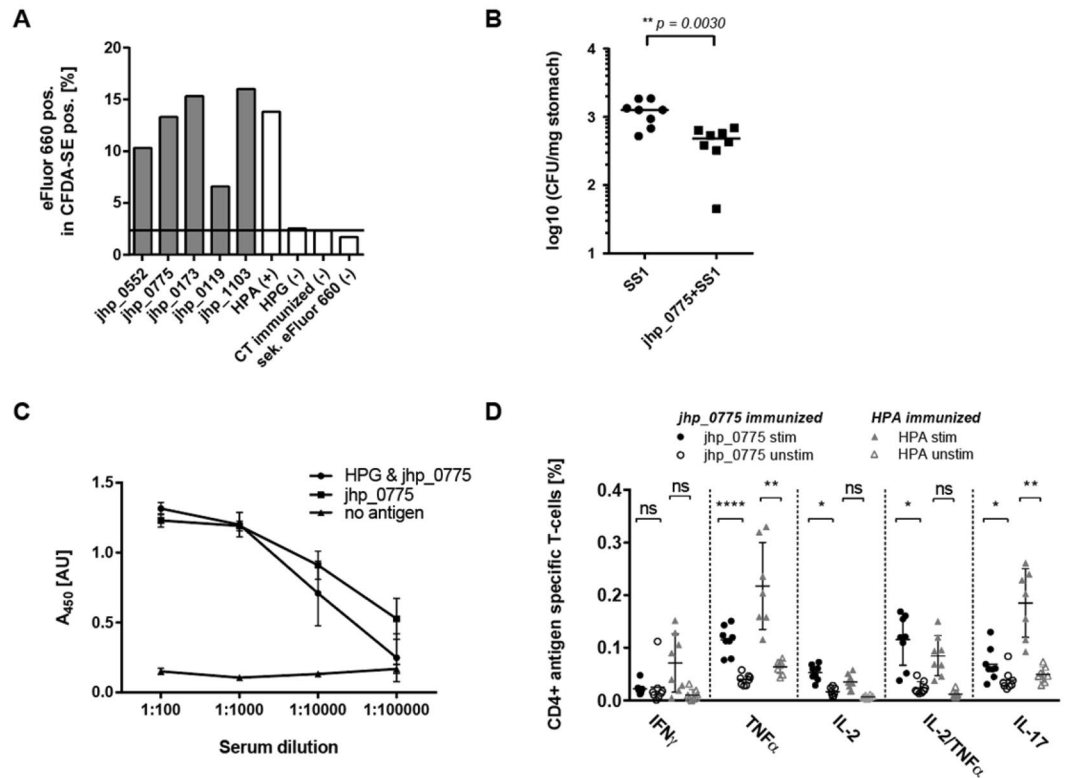 A
eFluor 660 pos.
in CFDA-SE pos. [%]
20
15
10
5
0
jhp_0552
jhp_0775
jhp_0173
jhp_0119
jhp_1103
HPA (+)
HPG (-)
CT immunized (-)
sek. eFluor 660 (-)
B
** p = 0.0030
log10 (CFU/mg stomach)
4
3
2
1
SS1
jhp_0775+SS1
C
HPG & jhp_0775
jhp_0775
no antigen
A450 [AU]
1.5
1.0
0.5
0.0
1:100
1:1000
1:10000
1:100000
Serum dilution
D
jhp_0775 immunized
HPA immunized
jhp_0775 stim
HPA stim
jhp_0775 unstim
HPA unstim
CD4+ antigen specific T-cells [%]
0.4
0.3
0.2
0.1
0.0
ns
ns
****
**
*
ns
*
ns
*
**
IFNγ
TNFα
IL-2
IL-2/TNFα
IL-17